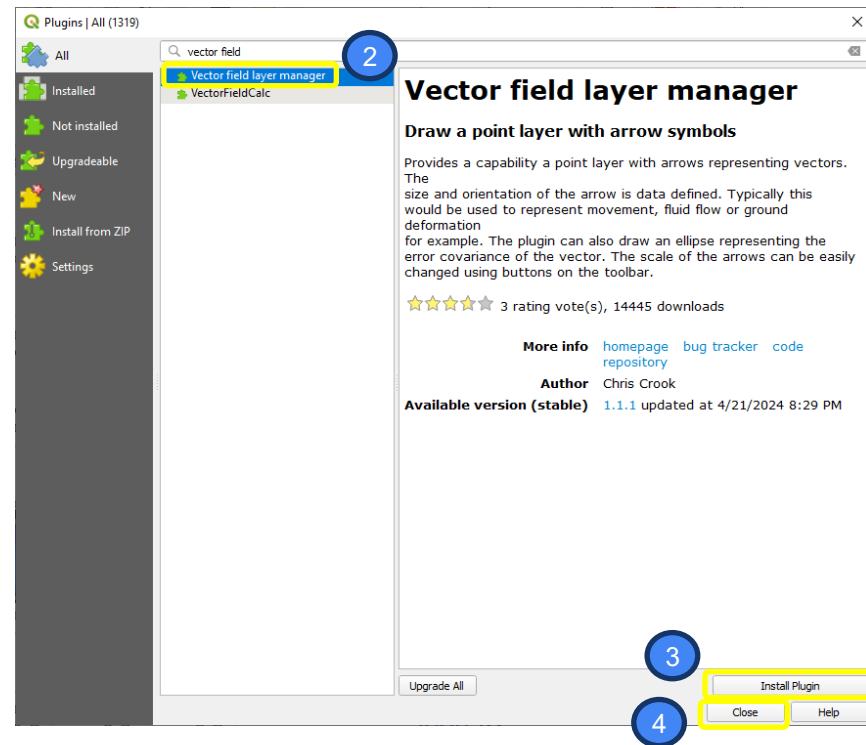 Plugins | All (1319)
All
Installed
Not installed
Upgradeable
New
Install from ZIP
Settings
vector field
2
Vector field layer manager
VectorFieldCalc
Vector field layer manager
Draw a point layer with arrow symbols
Provides a capability a point layer with arrows representing vectors.
The
size and orientation of the arrow is data defined. Typically this
would be used to represent movement, fluid flow or ground
deformation
for example. The plugin can also draw an ellipse representing the
error covariance of the vector. The scale of the arrows can be easily
changed using buttons on the toolbar.
3 rating vote(s), 14445 downloads
More info homepage bug tracker code
repository
Author Chris Crook
Available version (stable) 1.1.1 updated at 4/21/2024 8:29 PM
3
Upgrade All Install Plugin
4
Close Help